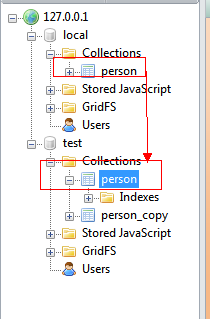 127.0.0.1
local
Collections
person
Stored JavaScript
GridFS
Users
test
Collections
person
Indexes
person_copy
Stored JavaScript
GridFS
Users